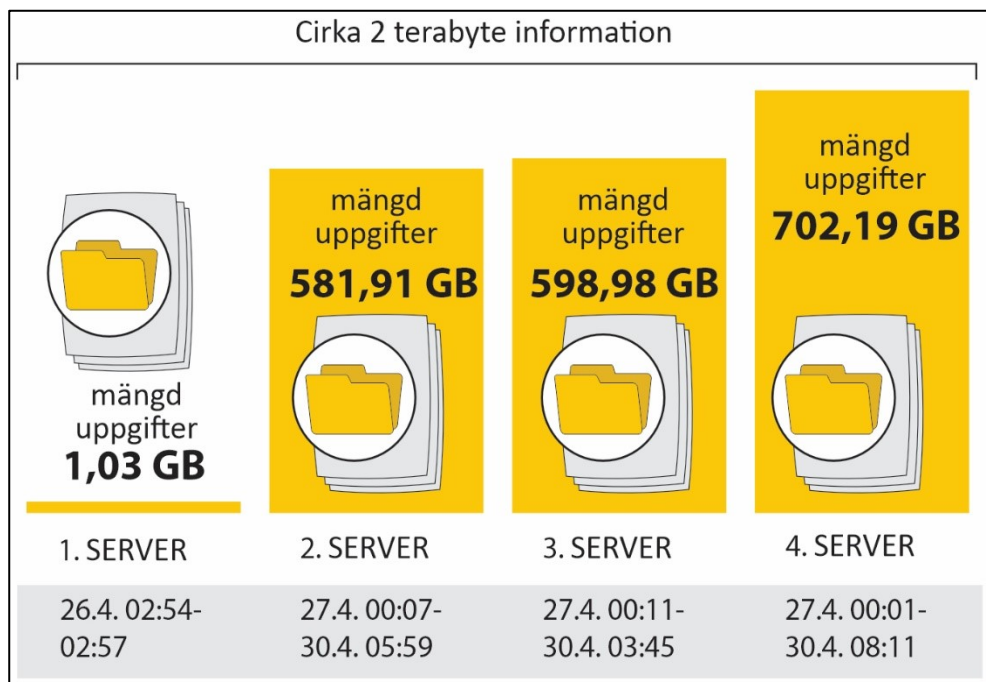 Cirka 2 terabyte information
mängd
uppgifter
1,03 GB
mängd
uppgifter
581,91 GB
mängd
uppgifter
598,98 GB
mängd
uppgifter
702,19 GB
1. SERVER
2. SERVER
3. SERVER
4. SERVER
26.4. 02:54-
02:57
27.4. 00:07-
30.4. 05:59
27.4. 00:11-
30.4. 03:45
27.4. 00:01-
30.4. 08:11